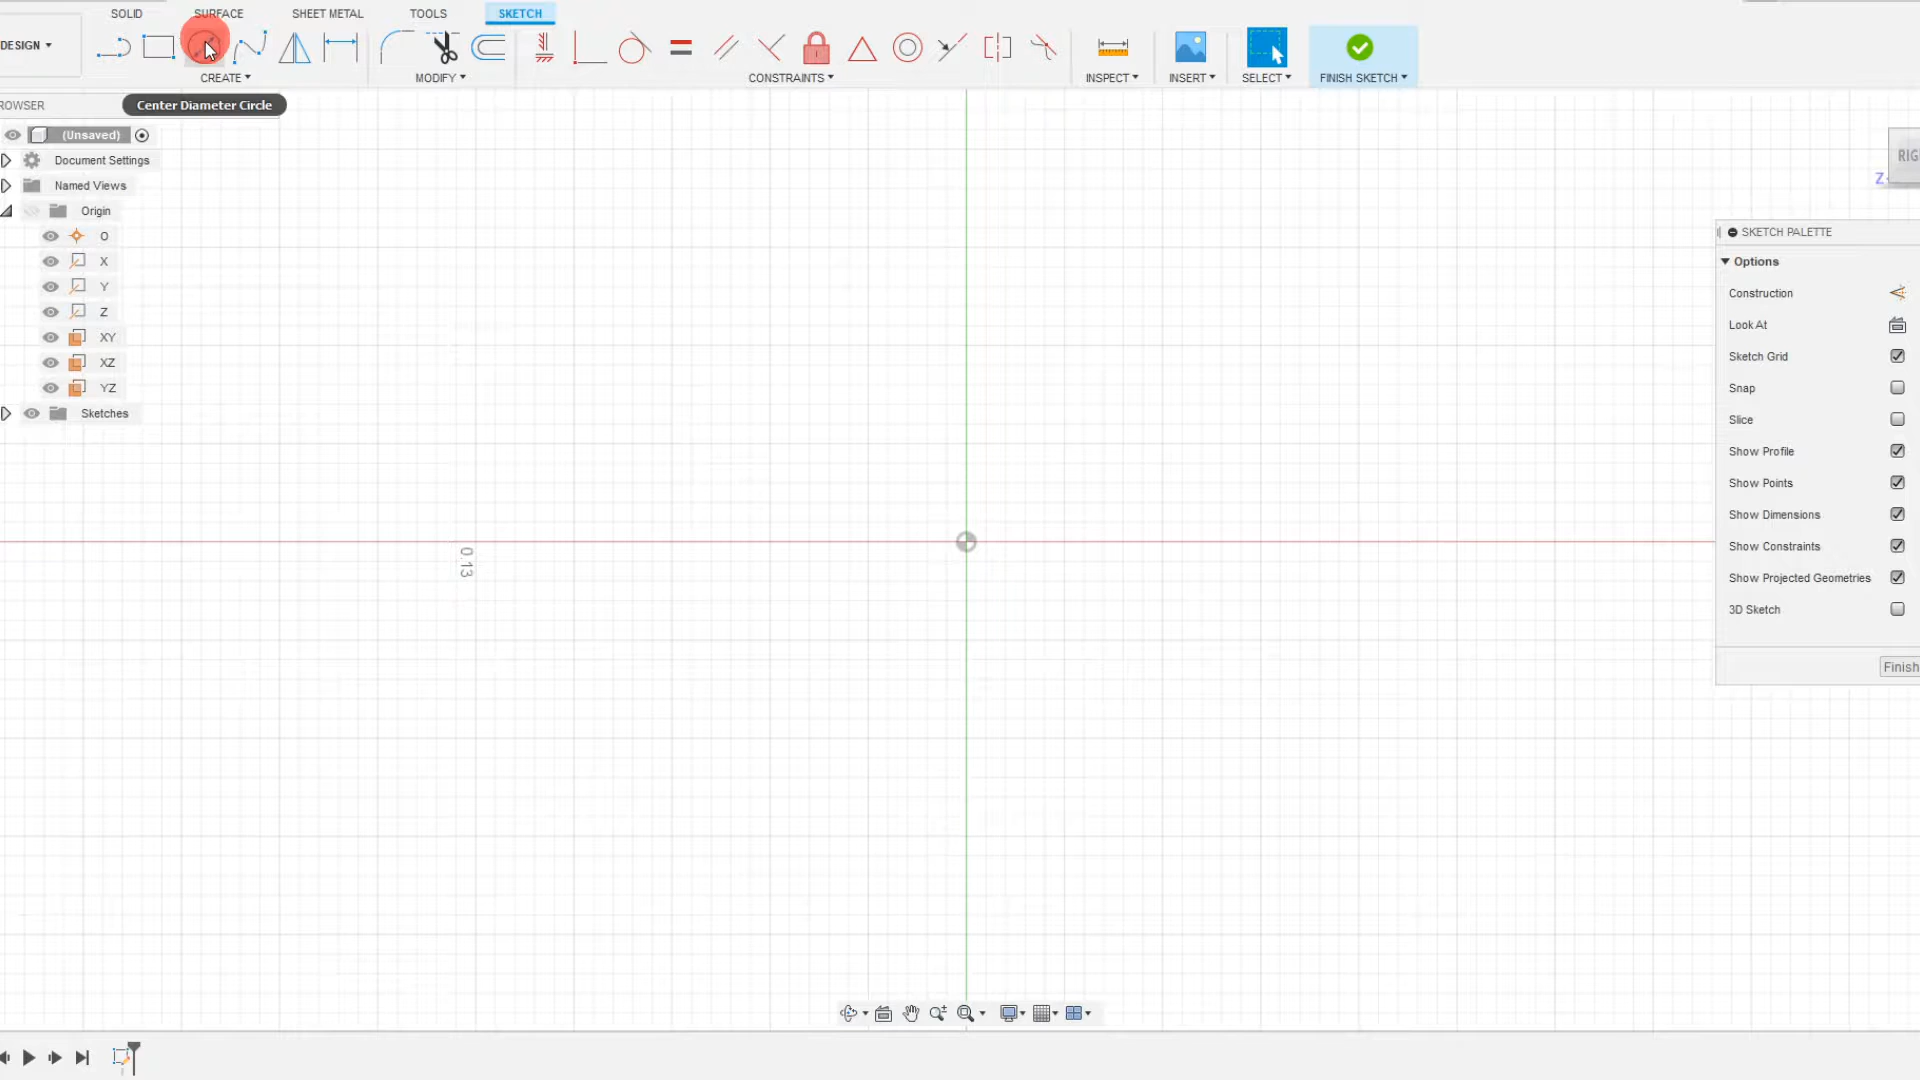 SOLID SURFACE SHEET METAL TOOLS SKETCH
DESIGN
CREATE MODIFY CONSTRAINTS INSPECT INSERT SELECT FINISH SKETCH
ROWSER
Center Diameter Circle
(Unsaved)
Document Settings
Named Views
Origin
O
X
Y
Z
XY
XZ
YZ
Sketches
0.13
RIG
Z
SKETCH PALETTE
Options
Construction
Look At
Sketch Grid
Snap
Slice
Show Profile
Show Points
Show Dimensions
Show Constraints
Show Projected Geometries
3D Sketch
Finish